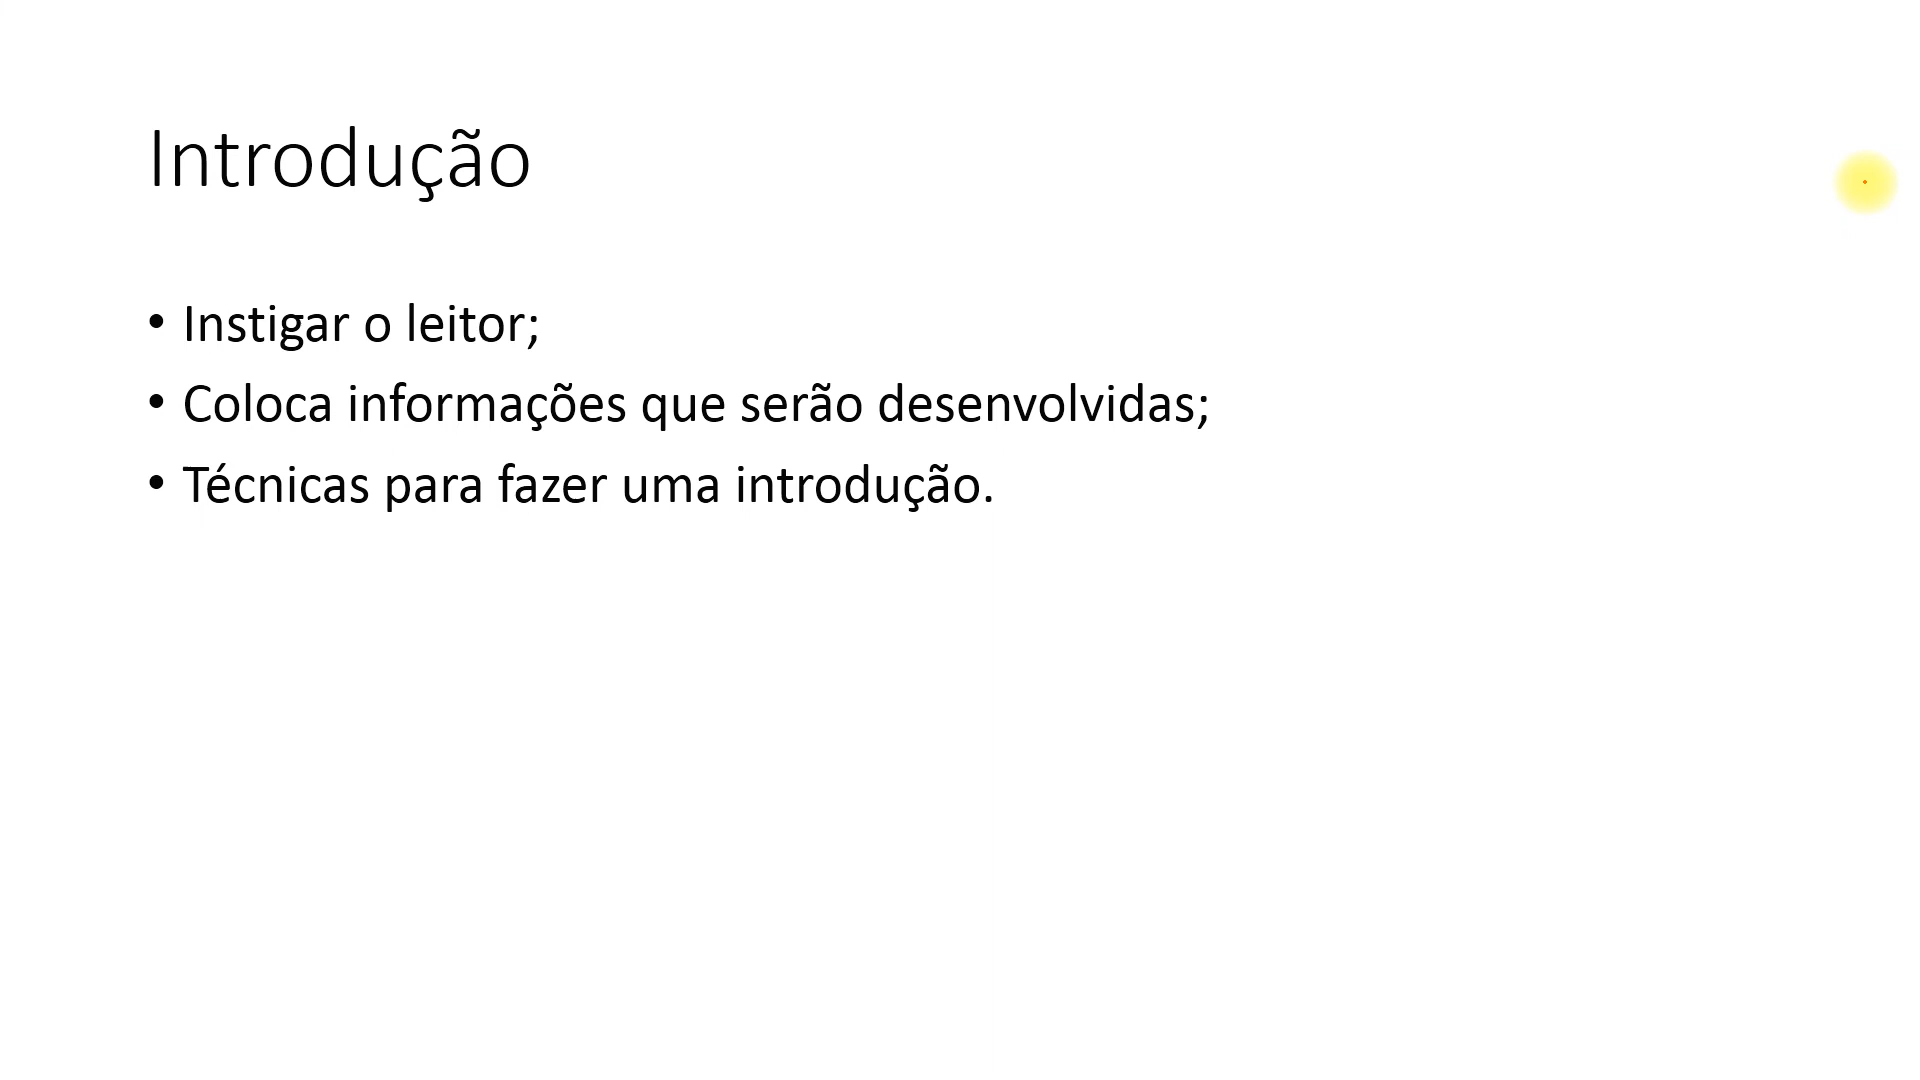 Introdução
• Instigar o leitor;
• Coloca informações que serão desenvolvidas;
• Técnicas para fazer uma introdução.